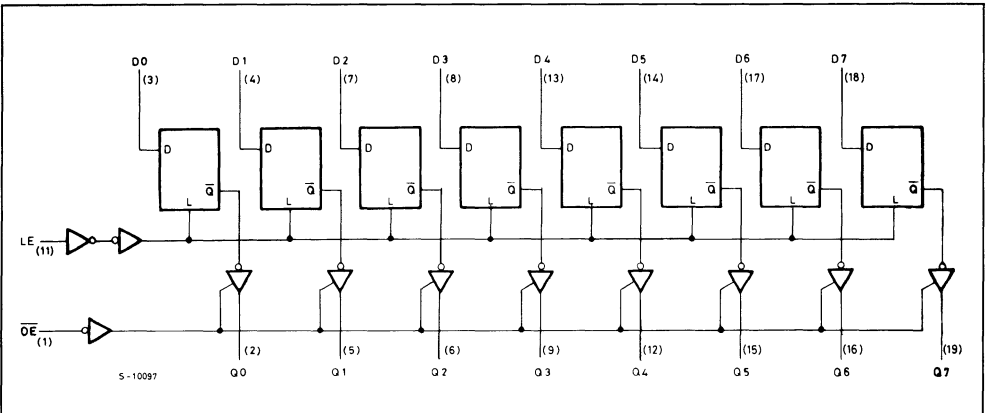 D0 D1 D2 D3 D4 D5 D6 D7
(3) (4) (7) (8) (13) (14) (17) (18)
D D D D D D D D
Q̅ Q̅ Q̅ Q̅ Q̅ Q̅ Q̅ Q̅
L L L L L L L L
LE
(11)
O̅E̅
(1)
(2) (5) (6) (9) (12) (15) (16) (19)
S-10097 Q0 Q1 Q2 Q3 Q4 Q5 Q6 Q7